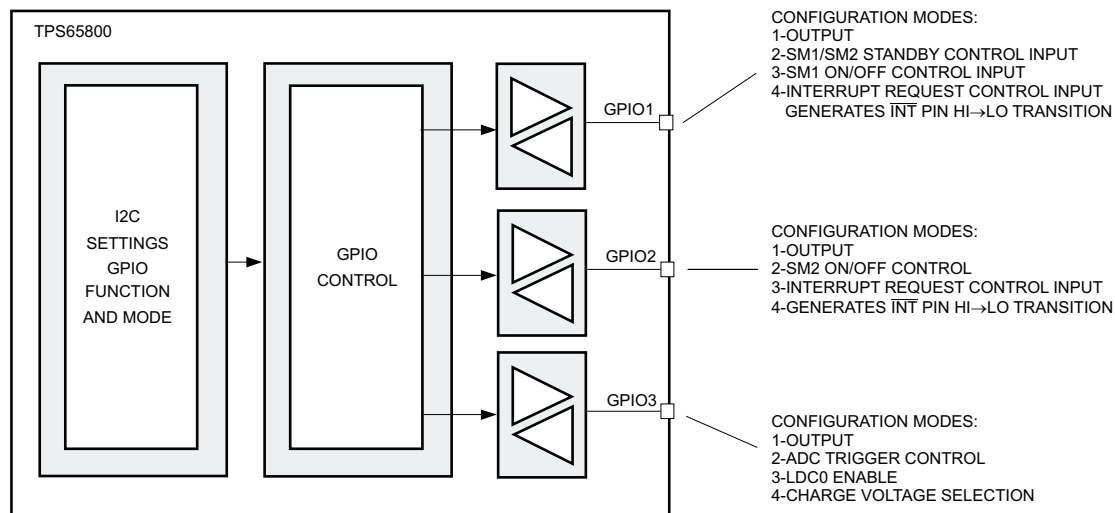 TPS65800
I2C
SETTINGS
GPIO
FUNCTION
AND MODE
GPIO
CONTROL
GPIO1
GPIO2
GPIO3
CONFIGURATION MODES:
1-OUTPUT
2-SM1/SM2 STANDBY CONTROL INPUT
3-SM1 ON/OFF CONTROL INPUT
4-INTERRUPT REQUEST CONTROL INPUT
GENERATES I̅N̅T̅ PIN HI→LO TRANSITION
CONFIGURATION MODES:
1-OUTPUT
2-SM2 ON/OFF CONTROL
3-INTERRUPT REQUEST CONTROL INPUT
4-GENERATES I̅N̅T̅ PIN HI→LO TRANSITION
CONFIGURATION MODES:
1-OUTPUT
2-ADC TRIGGER CONTROL
3-LDC0 ENABLE
4-CHARGE VOLTAGE SELECTION